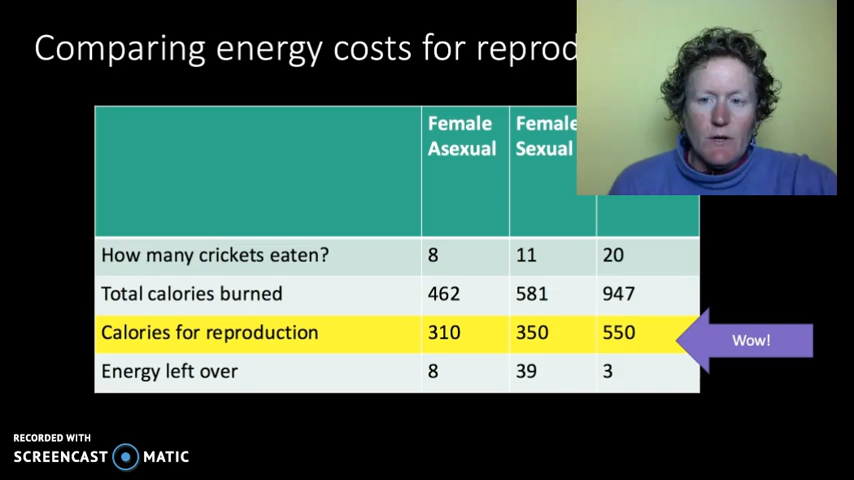 Comparing energy costs for
Female Asexual
Female Sexual
How many crickets eaten? 8 11 20
Total calories burned 462 581 947
Calories for reproduction 310 350 550
Wow!
Energy left over 8 39 3
RECORDED WITH
SCREENCAST MATIC